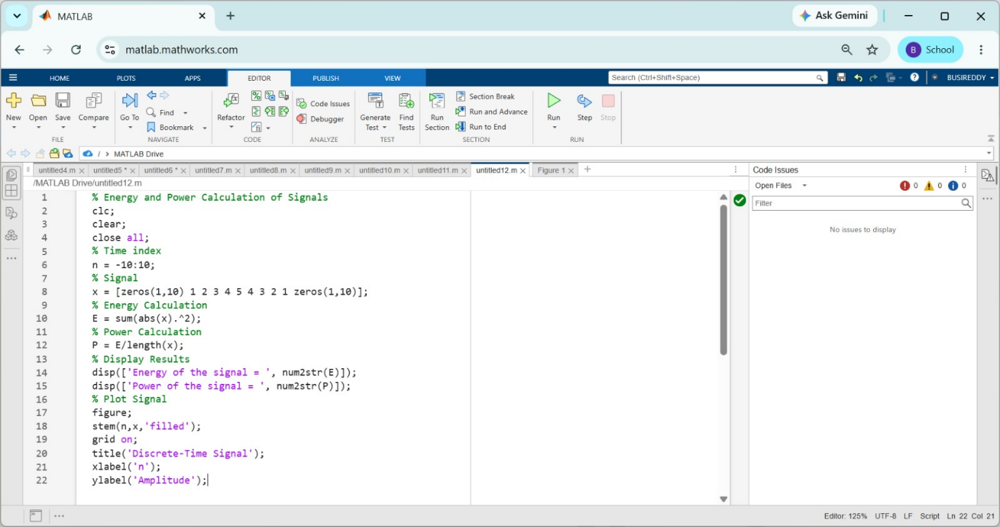 MATLAB
Ask Gemini
matlab.mathworks.com
B School
HOME PLOTS APPS EDITOR PUBLISH VIEW
Search (Ctrl+Shift+Space)
BUSIREDDY
New Open Save Compare
FILE
Go To Find Bookmark
NAVIGATE
Refactor
CODE
Code Issues
Debugger
ANALYZE
Generate Test Find Tests
TEST
Run Section
Section Break
Run and Advance
Run to End
SECTION
Run Step Stop
RUN
/ > MATLAB Drive
untitled4.m untitled5 * untitled6 * untitled7.m untitled8.m untitled9.m untitled10.m untitled11.m untitled12.m Figure 1
/MATLAB Drive/untitled12.m
1 % Energy and Power Calculation of Signals
2 clc;
3 clear;
4 close all;
5 % Time index
6 n = -10:10;
7 % Signal
8 x = [zeros(1,10) 1 2 3 4 5 4 3 2 1 zeros(1,10)];
9 % Energy Calculation
10 E = sum(abs(x).^2);
11 % Power Calculation
12 P = E/length(x);
13 % Display Results
14 disp(['Energy of the signal = ', num2str(E)]);
15 disp(['Power of the signal = ', num2str(P)]);
16 % Plot Signal
17 figure;
18 stem(n,x,'filled');
19 grid on;
20 title('Discrete-Time Signal');
21 xlabel('n');
22 ylabel('Amplitude');
Code Issues
Open Files 0 0 0
Filter
No issues to display
Editor: 125% UTF-8 LF Script Ln 22 Col 21